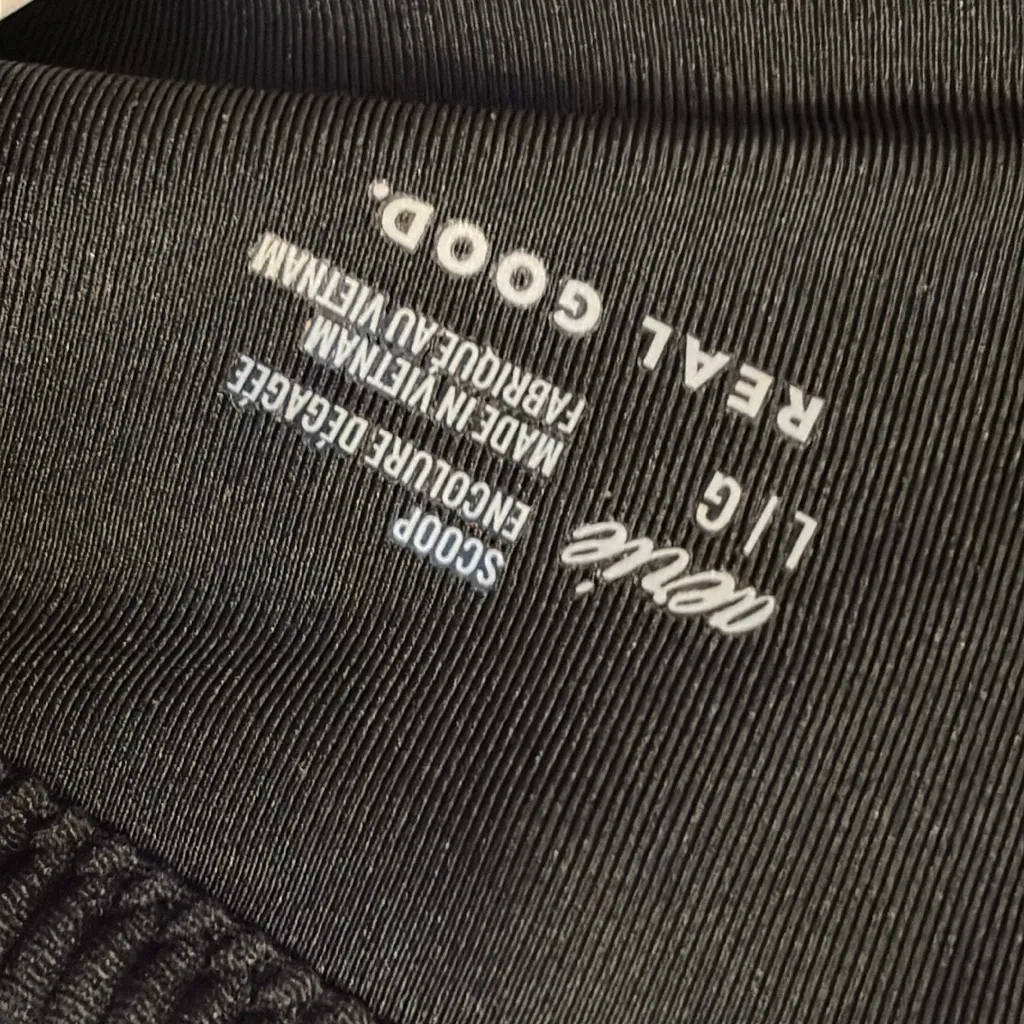 aerie
L / G
REAL GOOD.
SCOOP
ENCOLURE DÉGAGÉE
MADE IN VIETNAM
FABRIQUÉ AU VIETNAM